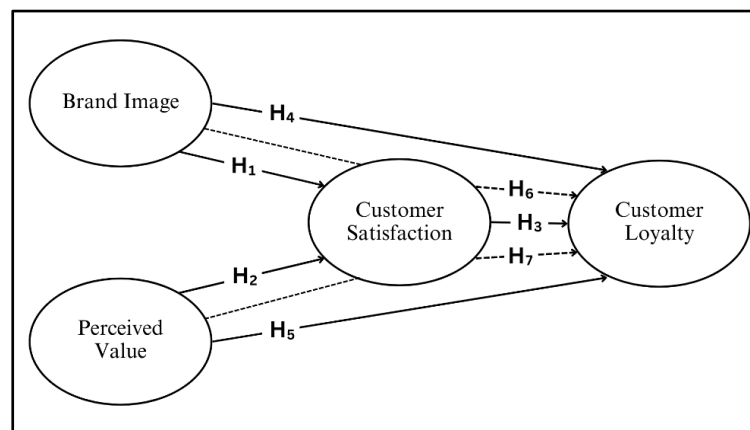 Brand Image
H₄
H₁
Customer
Satisfaction
H₆
H₃
H₇
Customer
Loyalty
H₂
Perceived
Value
H₅